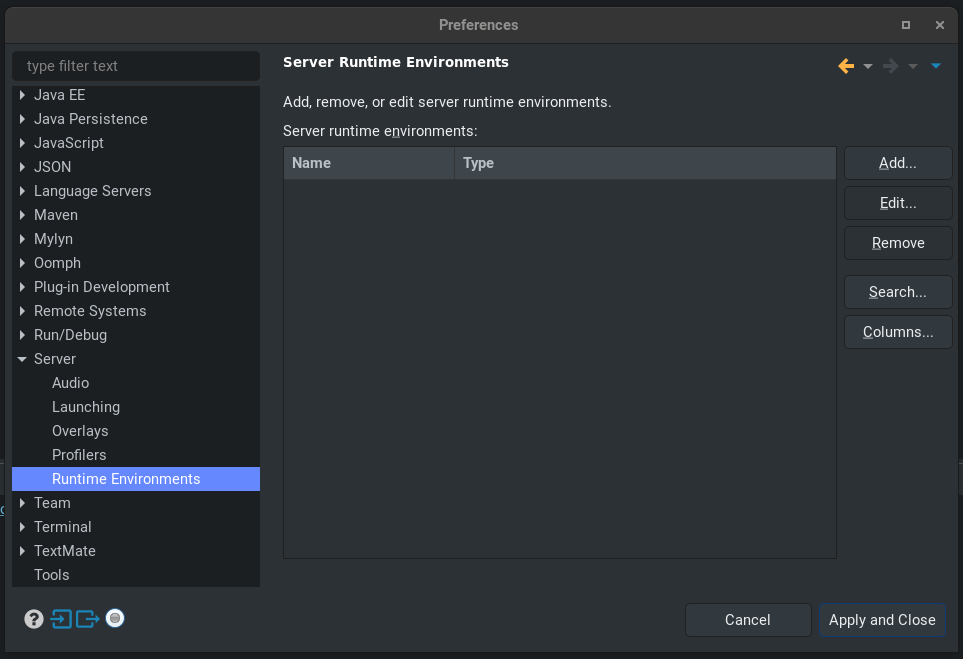 Preferences
type filter text
Java EE
Java Persistence
JavaScript
JSON
Language Servers
Maven
Mylyn
Oomph
Plug-in Development
Remote Systems
Run/Debug
Server
Audio
Launching
Overlays
Profilers
Runtime Environments
Team
Terminal
TextMate
Tools
Server Runtime Environments
Add, remove, or edit server runtime environments.
Server runtime environments:
Name Type
Add...
Edit...
Remove
Search...
Columns...
Cancel Apply and Close